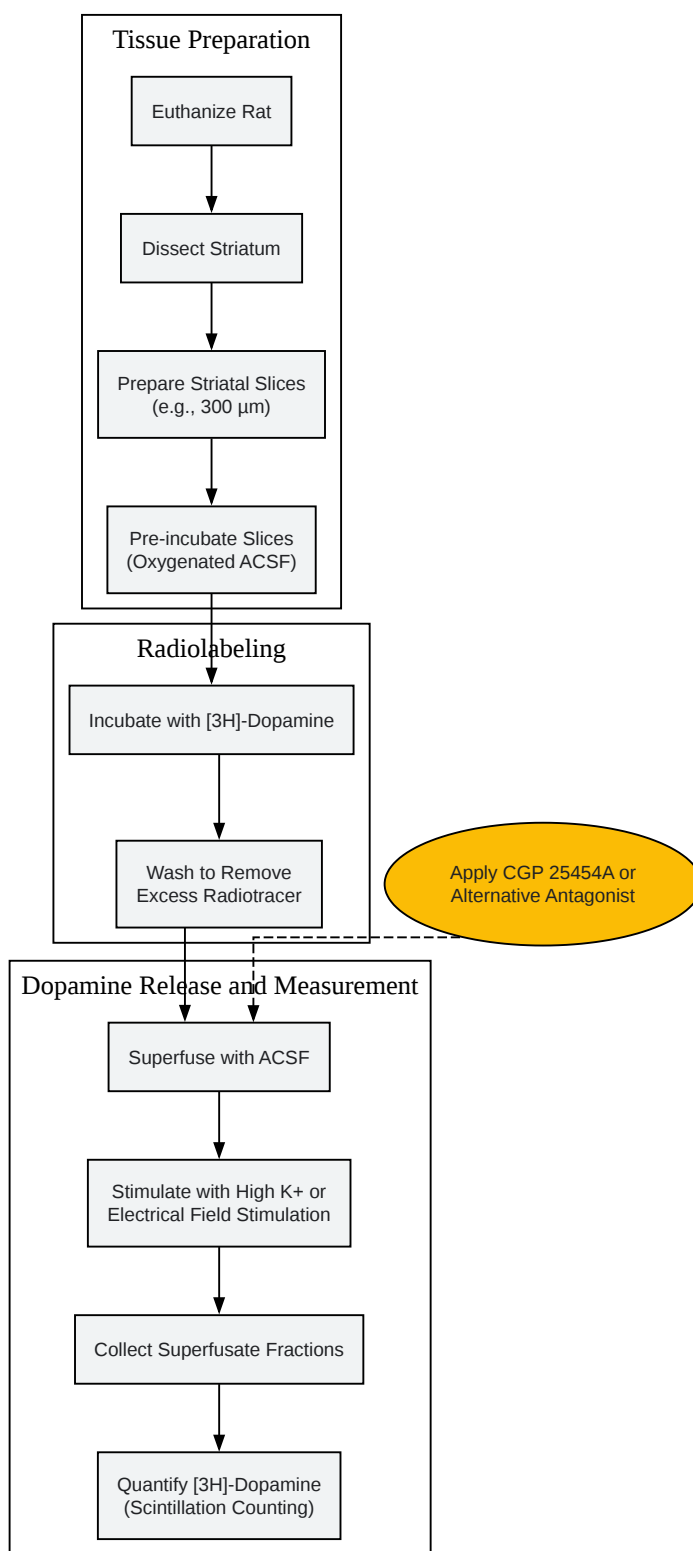 Tissue Preparation
Euthanize Rat
Dissect Striatum
Prepare Striatal Slices
(e.g., 300 µm)
Pre-incubate Slices
(Oxygenated ACSF)
Radiolabeling
Incubate with [3H]-Dopamine
Wash to Remove
Excess Radiotracer
Apply CGP 25454A or
Alternative Antagonist
Dopamine Release and Measurement
Superfuse with ACSF
Stimulate with High K+ or
Electrical Field Stimulation
Collect Superfusate Fractions
Quantify [3H]-Dopamine
(Scintillation Counting)